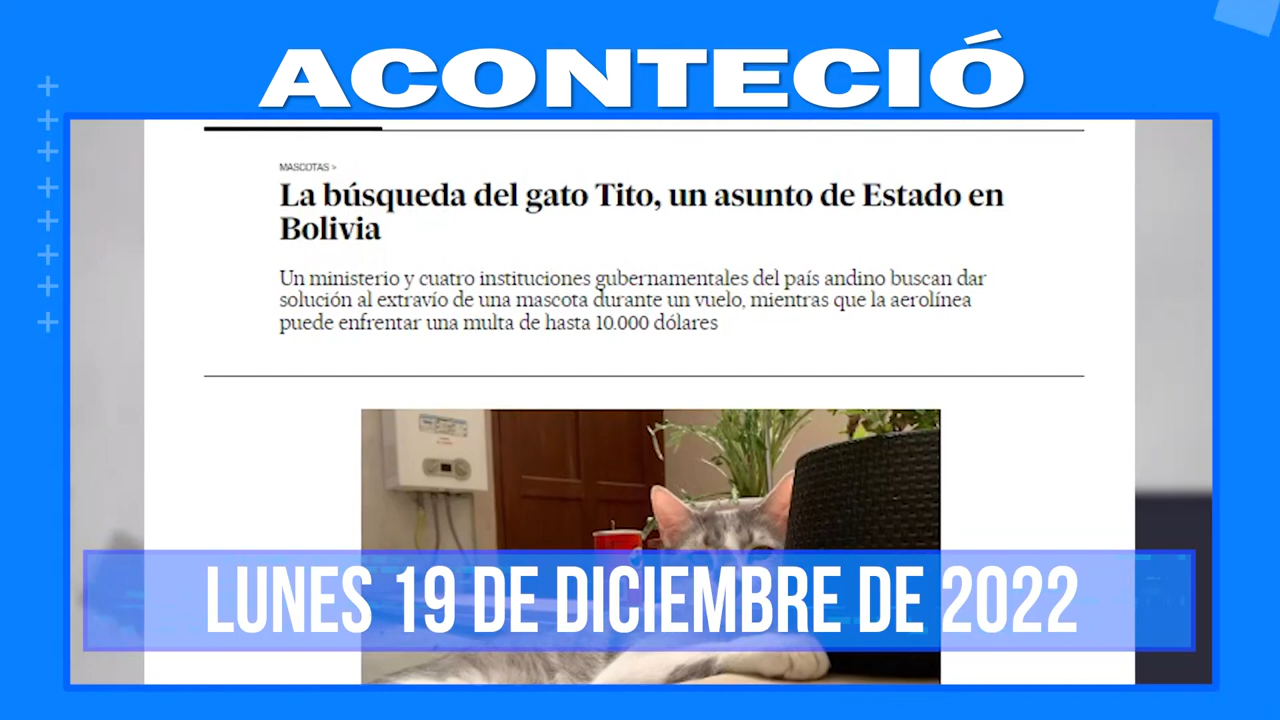 ACONTECIÓ
MASCOTAS >
La búsqueda del gato Tito, un asunto de Estado en
Bolivia
Un ministerio y cuatro instituciones gubernamentales del país andino buscan dar
solución al extravío de una mascota durante un vuelo, mientras que la aerolínea
puede enfrentar una multa de hasta 10.000 dólares
LUNES 19 DE DICIEMBRE DE 2022